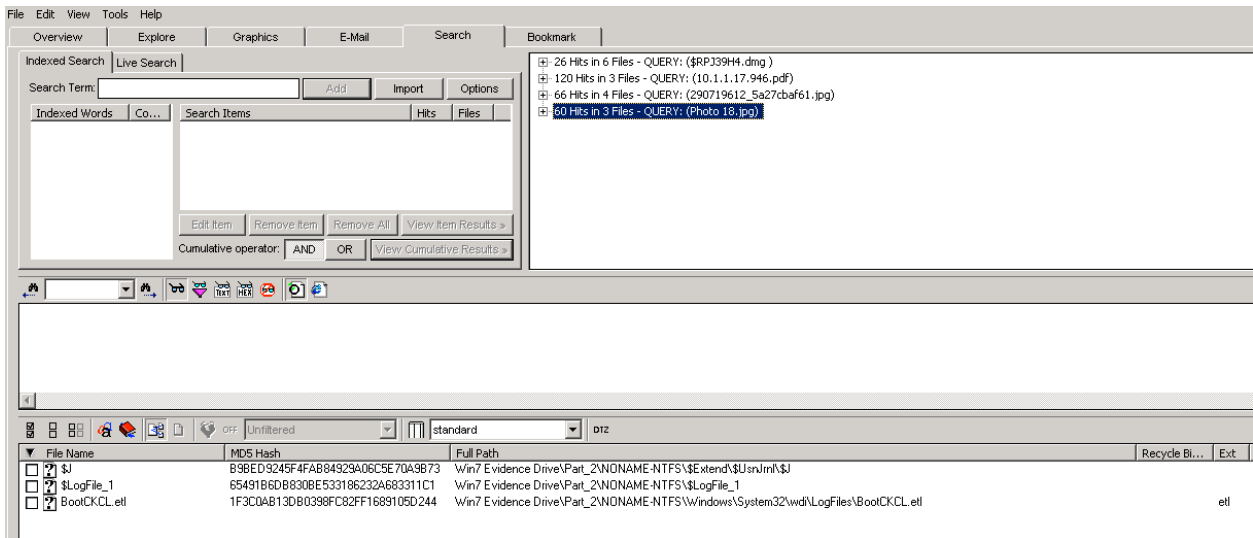 File Edit View Tools Help
Overview Explore Graphics E-Mail Search Bookmark
Indexed Search Live Search
Search Term: Add Import Options
Indexed Words Co... Search Items Hits Files
Edit Item Remove Item Remove All View Item Results »
Cumulative operator: AND OR View Cumulative Results »
26 Hits in 6 Files - QUERY: ($RPJ39H4.dmg )
120 Hits in 3 Files - QUERY: (10.1.1.17.946.pdf)
66 Hits in 4 Files - QUERY: (290719612_5a27cbaf61.jpg)
60 Hits in 3 Files - QUERY: (Photo 18.jpg)
TEXT HEX
OFF Unfiltered standard DTZ
File Name MD5 Hash Full Path Recycle Bi... Ext
$J B9BED9245F4FAB84929A06C5E70A9B73 Win7 Evidence Drive\Part_2\NONAME-NTFS\$Extend\$UsnJrnl\$J
$LogFile_1 65491B6DB830BE533186232A683311C1 Win7 Evidence Drive\Part_2\NONAME-NTFS\$LogFile_1
BootCKCL.etl 1F3C0AB13DB0398FC82FF1689105D244 Win7 Evidence Drive\Part_2\NONAME-NTFS\Windows\System32\wdi\LogFiles\BootCKCL.etl etl